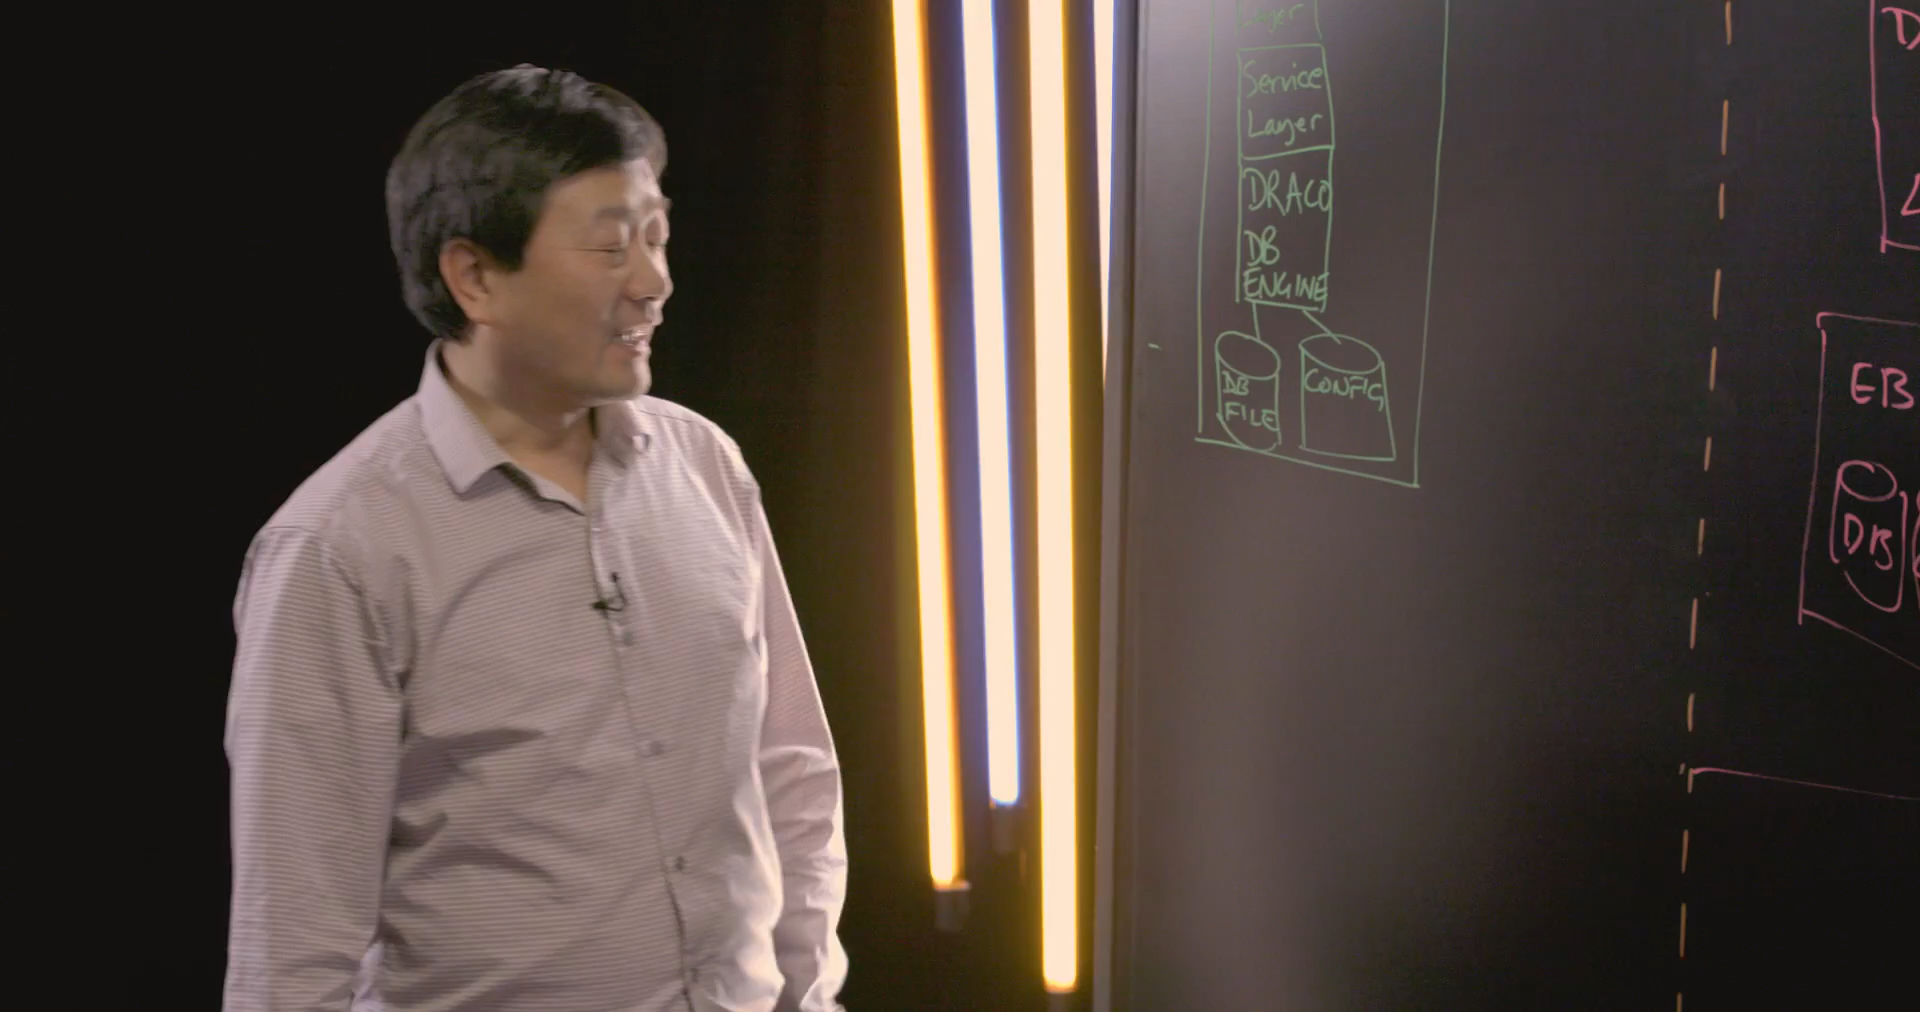 Layer
Service
Layer
DRACO
DB
ENGINE
DB
FILE
CONFIG
EB
DB